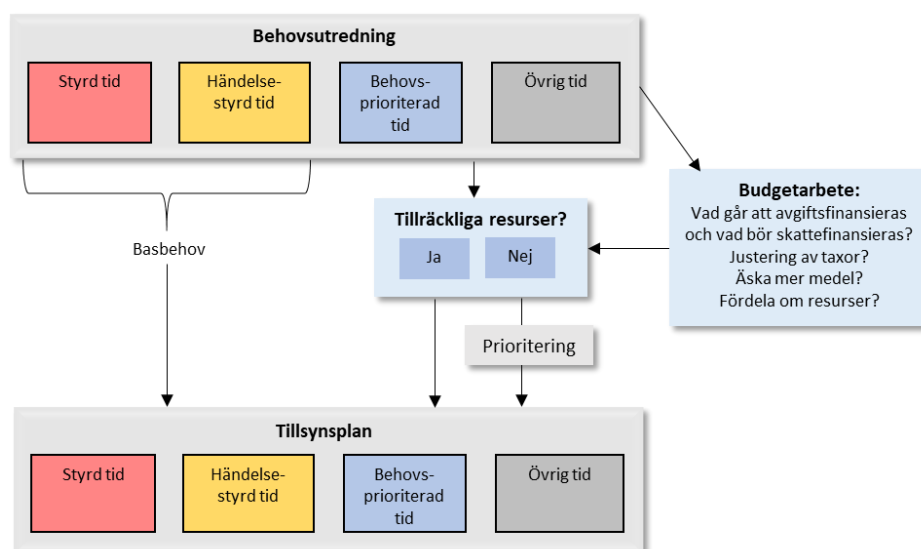 Behovsutredning
Styrd tid
Händelse-
styrd tid
Behovs-
prioriterad
tid
Övrig tid
Basbehov
Tillräckliga resurser?
Ja
Nej
Budgetarbete:
Vad går att avgiftsfinansieras
och vad bör skattefinansieras?
Justering av taxor?
Äska mer medel?
Fördela om resurser?
Prioritering
Tillsynsplan
Styrd tid
Händelse-
styrd tid
Behovs-
prioriterad
tid
Övrig tid